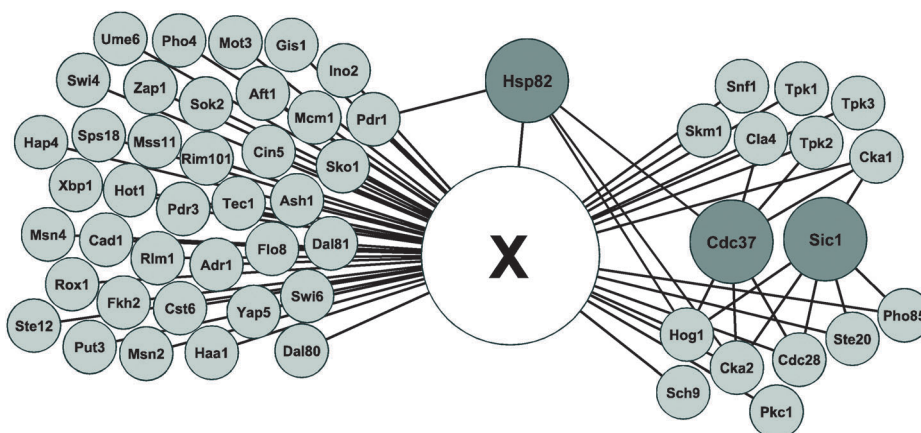 Ume6
Pho4
Mot3
Gis1
Ino2
Hsp82
Swi4
Zap1
Sok2
Aft1
Mcm1
Pdr1
Snf1
Tpk1
Tpk3
Skm1
Cla4
Tpk2
Cka1
Hap4
Sps18
Mss11
Rim101
Cin5
Sko1
Xbp1
Hot1
Pdr3
Tec1
Ash1
Msn4
Cad1
Rlm1
Adr1
Flo8
Dal81
X
Cdc37
Sic1
Rox1
Fkh2
Cst6
Yap5
Swi6
Ste12
Put3
Msn2
Haa1
Dal80
Hog1
Cka2
Cdc28
Ste20
Pho85
Sch9
Pkc1